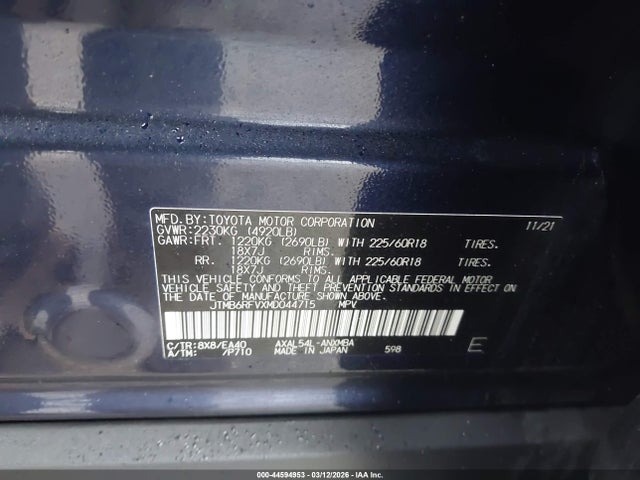 MFD. BY: TOYOTA MOTOR CORPORATION 11/21
GVWR: 2230KG (4920LB)
GAWR: FRT. 1220KG (2690LB) WITH 225/60R18 TIRES.
18X7J RIMS.
RR. 1220KG (2690LB) WITH 225/60R18 TIRES.
18X7J RIMS.
THIS VEHICLE CONFORMS TO ALL APPLICABLE FEDERAL MOTOR
VEHICLE SAFETY AND THEFT PREVENTION STANDARDS IN EFFECT
ON THE DATE OF MANUFACTURE SHOWN ABOVE.
JTMB6RFVXMD044715 MPV
C/TR: 8X8/EA40 AXAL54L-ANXMBA E
A/TM: /P710 MADE IN JAPAN 598
000-44594953 | 03/12/2026 | IAA Inc.